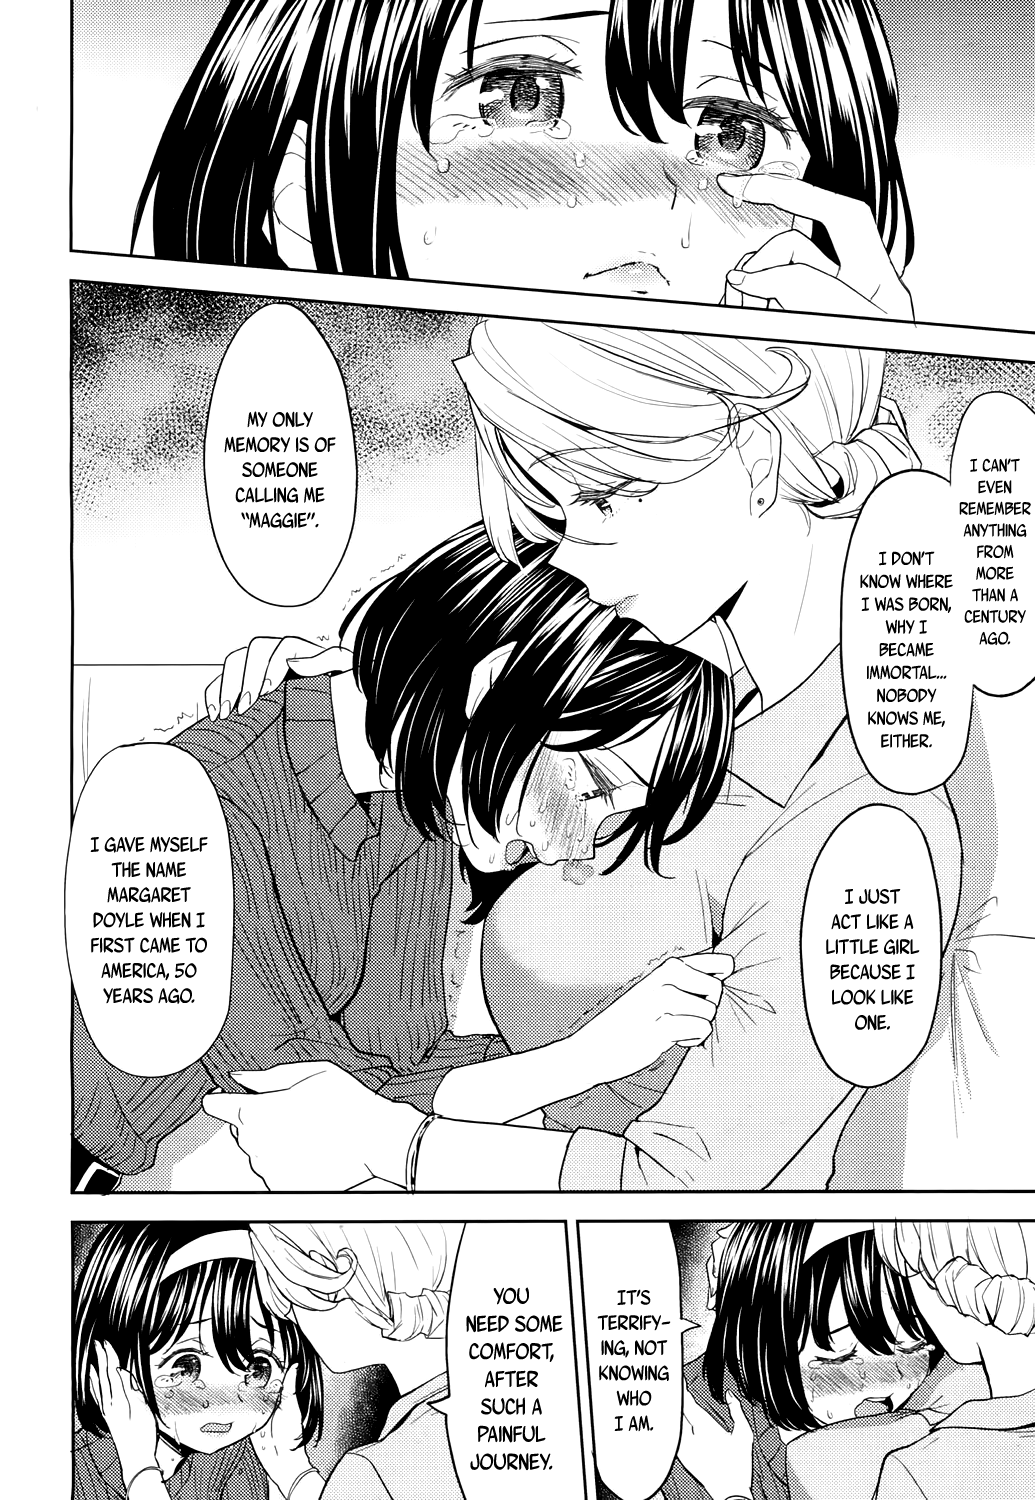 I CAN'T
EVEN
REMEMBER
ANYTHING
FROM
MORE
THAN A
CENTURY
AGO.
I DON'T
KNOW WHERE
I WAS BORN,
WHY I
BECAME
IMMORTAL...
NOBODY
KNOWS ME,
EITHER.
MY ONLY
MEMORY IS OF
SOMEONE
CALLING ME
"MAGGIE".
I GAVE MYSELF
THE NAME
MARGARET
DOYLE WHEN I
FIRST CAME TO
AMERICA, 50
YEARS AGO.
I JUST
ACT LIKE A
LITTLE GIRL
BECAUSE I
LOOK LIKE
ONE.
IT'S
TERRIFY-
ING, NOT
KNOWING
WHO
I AM.
YOU
NEED SOME
COMFORT,
AFTER
SUCH A
PAINFUL
JOURNEY.